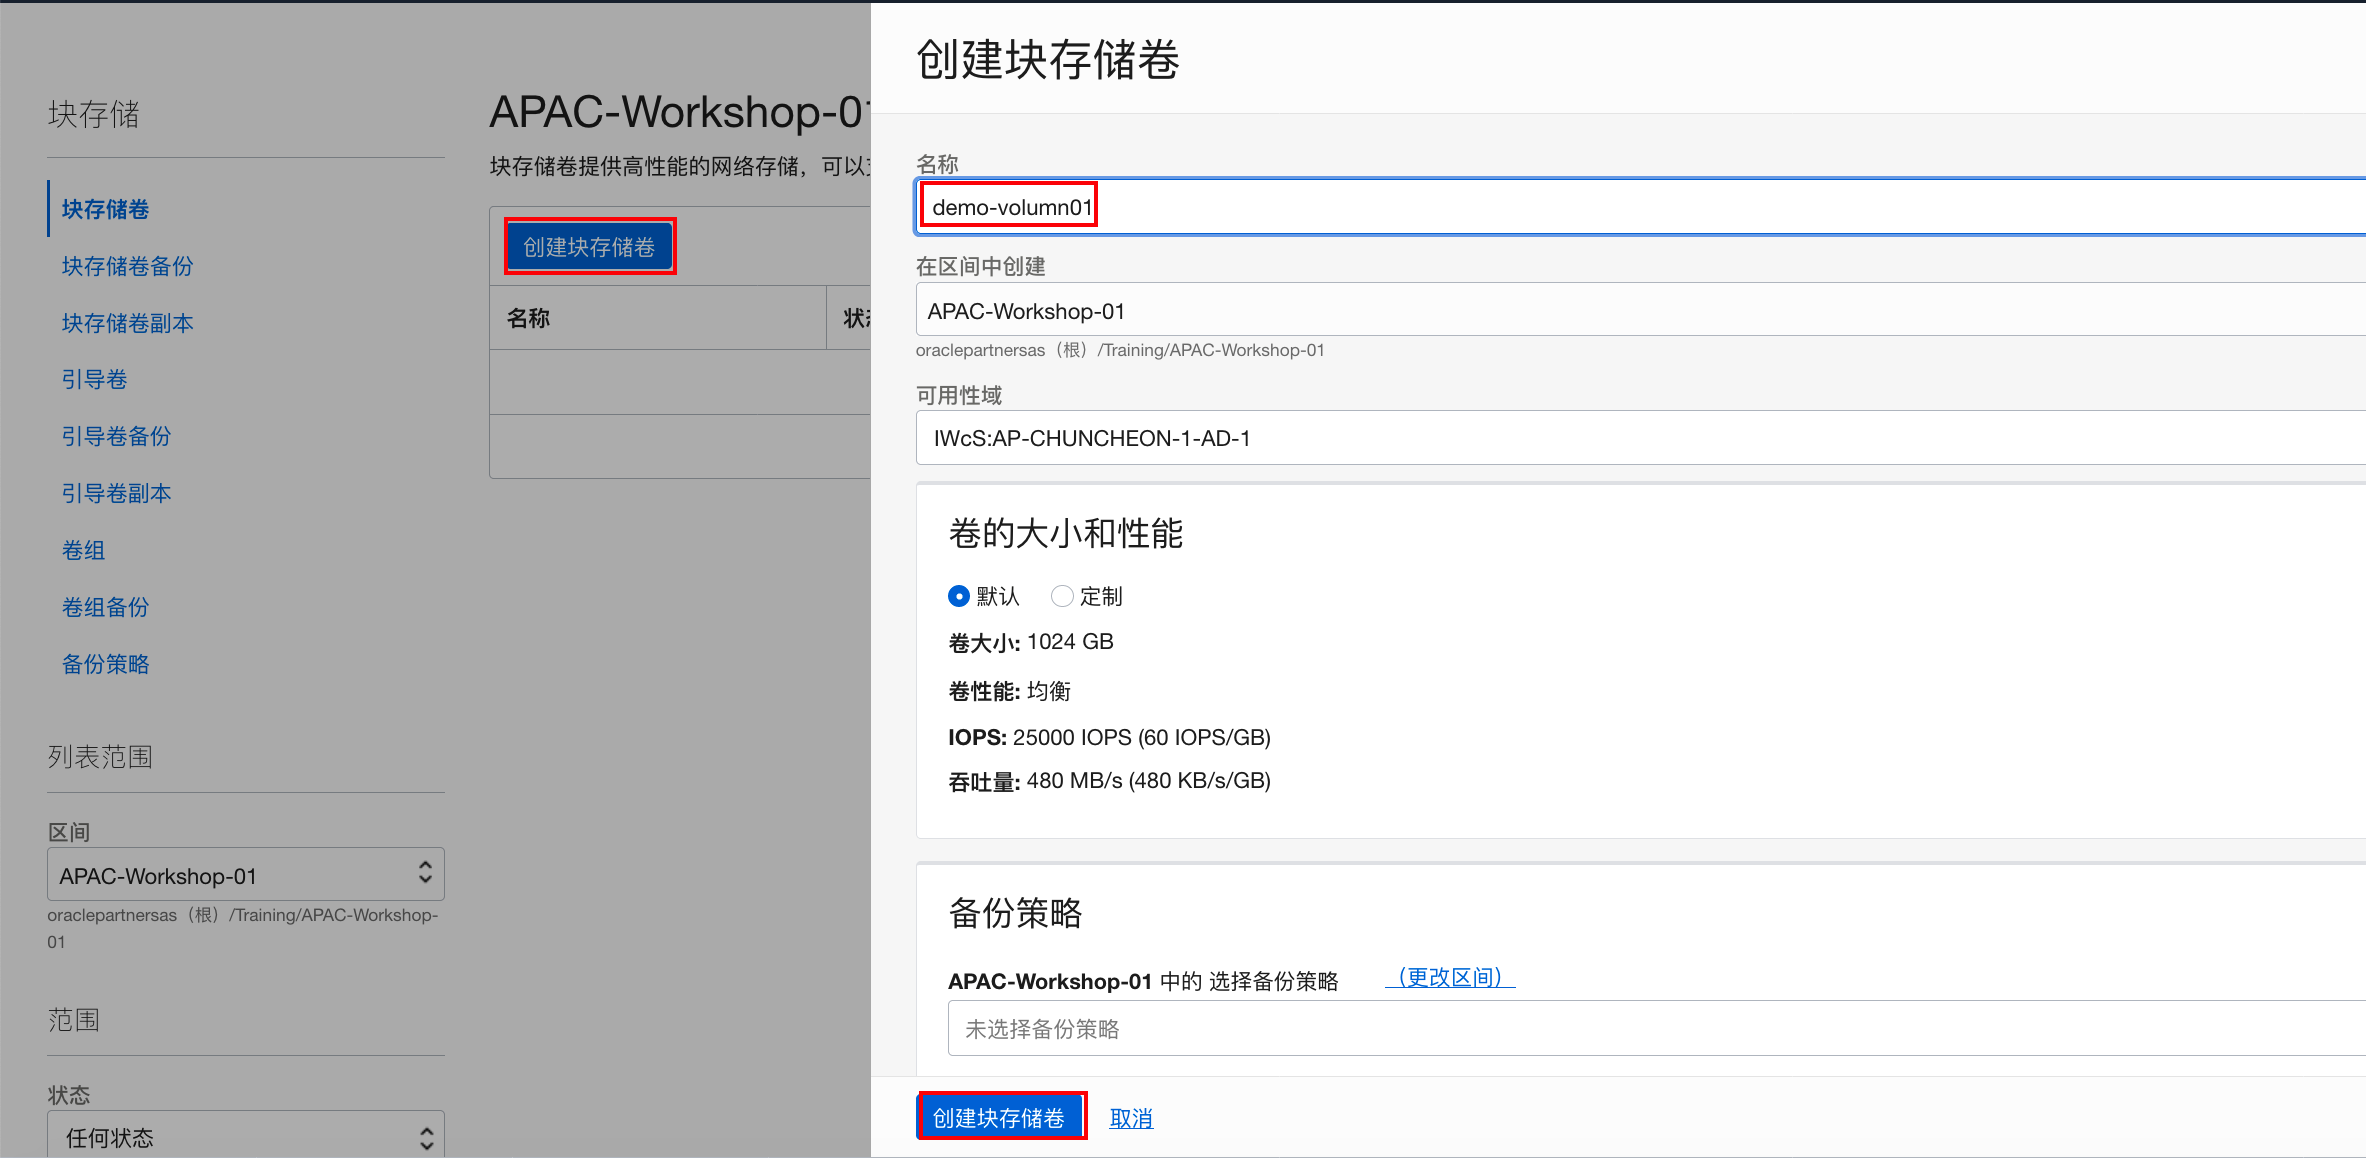 块存储
块存储卷
块存储卷备份
块存储卷副本
引导卷
引导卷备份
引导卷副本
卷组
卷组备份
备份策略
列表范围
区间
APAC-Workshop-01
oraclepartnersas（根）/Training/APAC-Workshop-
01
范围
状态
任何状态
APAC-Workshop-01
块存储卷提供高性能的网络存储，可以
创建块存储卷
名称
状
创建块存储卷
名称
demo-volumn01
在区间中创建
APAC-Workshop-01
oraclepartnersas（根）/Training/APAC-Workshop-01
可用性域
IWcS:AP-CHUNCHEON-1-AD-1
卷的大小和性能
默认 定制
卷大小: 1024 GB
卷性能: 均衡
IOPS: 25000 IOPS (60 IOPS/GB)
吞吐量: 480 MB/s (480 KB/s/GB)
备份策略
APAC-Workshop-01 中的 选择备份策略 （更改区间）
未选择备份策略
创建块存储卷 取消